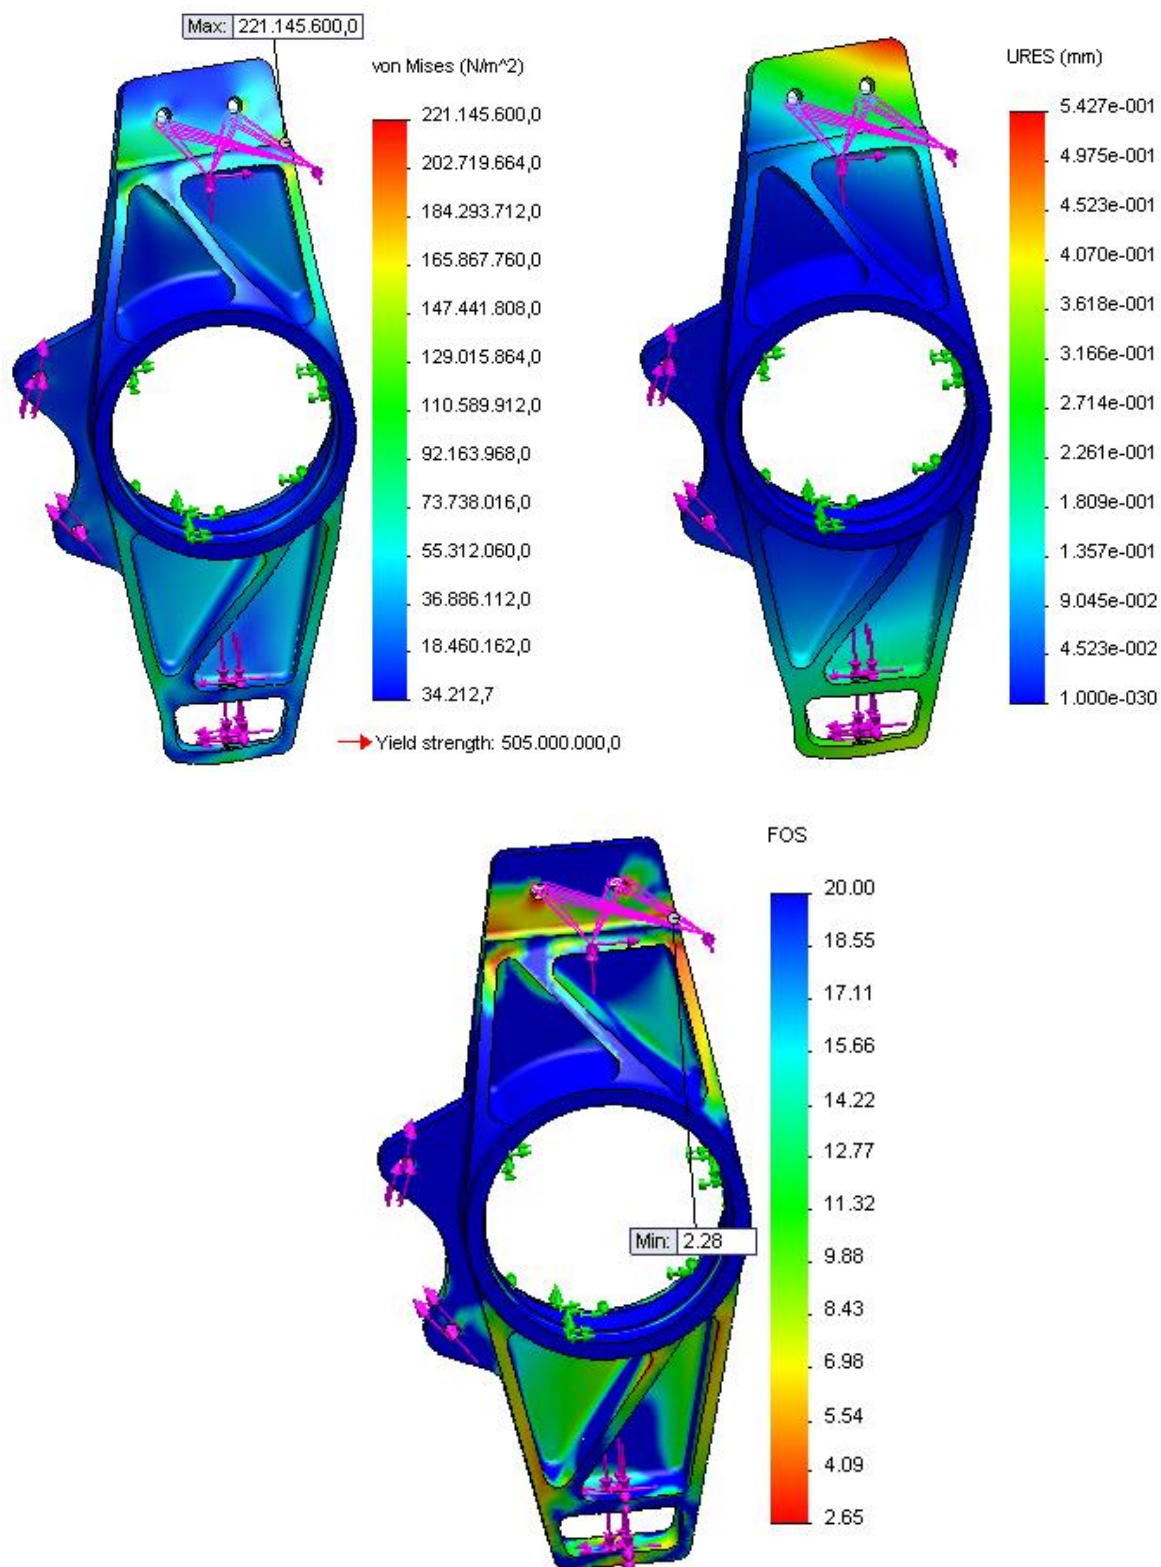 Max: 221.145.600,0
von Mises (N/m^2)
221.145.600,0
202.719.664,0
184.293.712,0
165.867.760,0
147.441.808,0
129.015.864,0
110.589.912,0
92.163.968,0
73.738.016,0
55.312.060,0
36.886.112,0
18.460.162,0
34.212,7
Yield strength: 505.000.000,0
URES (mm)
5.427e-001
4.975e-001
4.523e-001
4.070e-001
3.618e-001
3.166e-001
2.714e-001
2.261e-001
1.809e-001
1.357e-001
9.045e-002
4.523e-002
1.000e-030
FOS
20.00
18.55
17.11
15.66
14.22
12.77
11.32
9.88
8.43
6.98
5.54
4.09
2.65
Min: 2.28